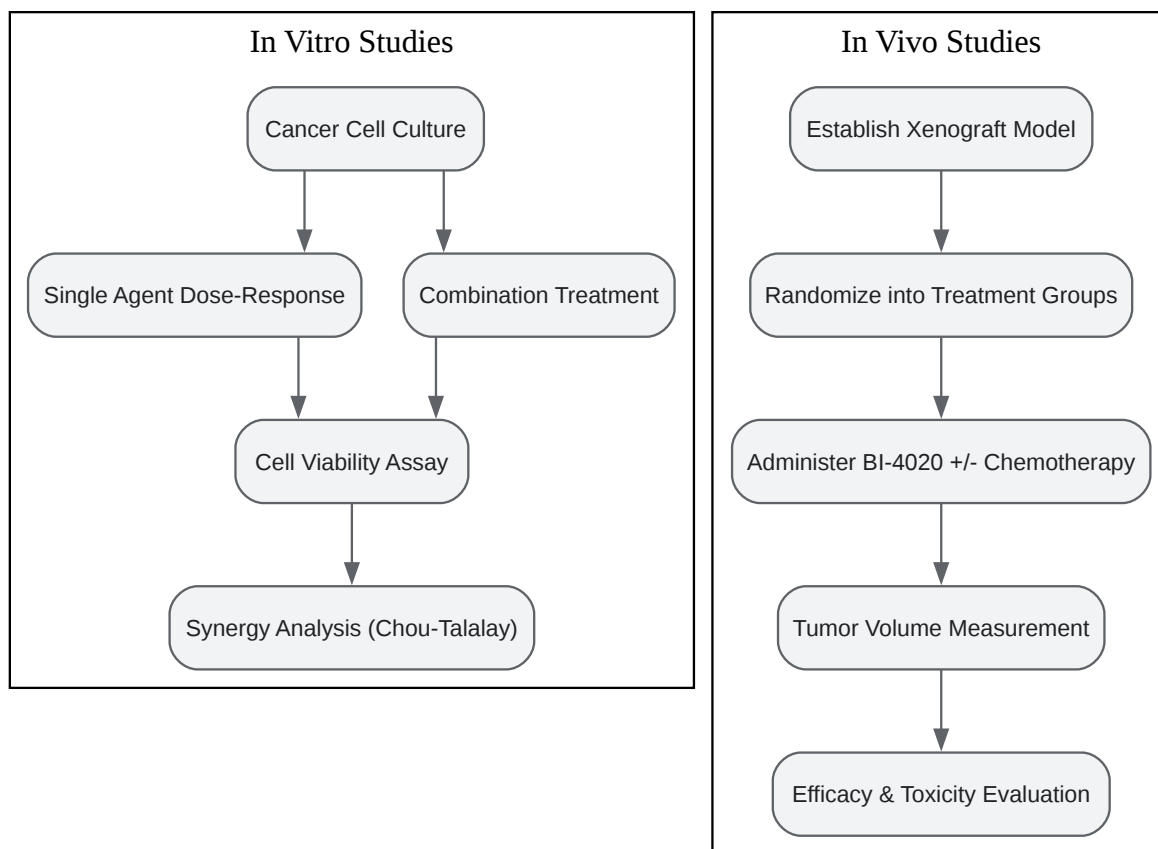 In Vitro Studies
Cancer Cell Culture
Single Agent Dose-Response
Combination Treatment
Cell Viability Assay
Synergy Analysis (Chou-Talalay)
In Vivo Studies
Establish Xenograft Model
Randomize into Treatment Groups
Administer BI-4020 +/- Chemotherapy
Tumor Volume Measurement
Efficacy & Toxicity Evaluation